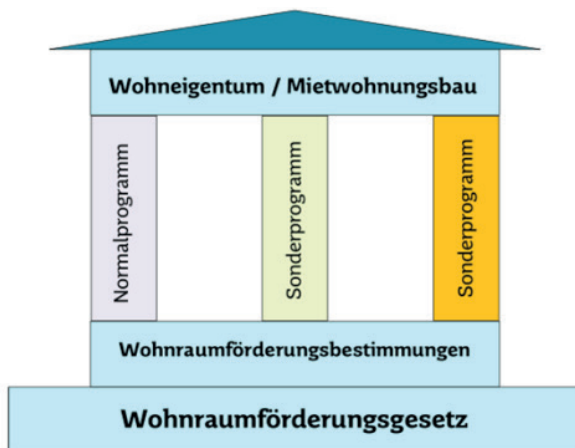 Wohneigentum / Mietwohnungsbau
Normalprogramm
Sonderprogramm
Sonderprogramm
Wohnraumförderungsbestimmungen
Wohnraumförderungsgesetz